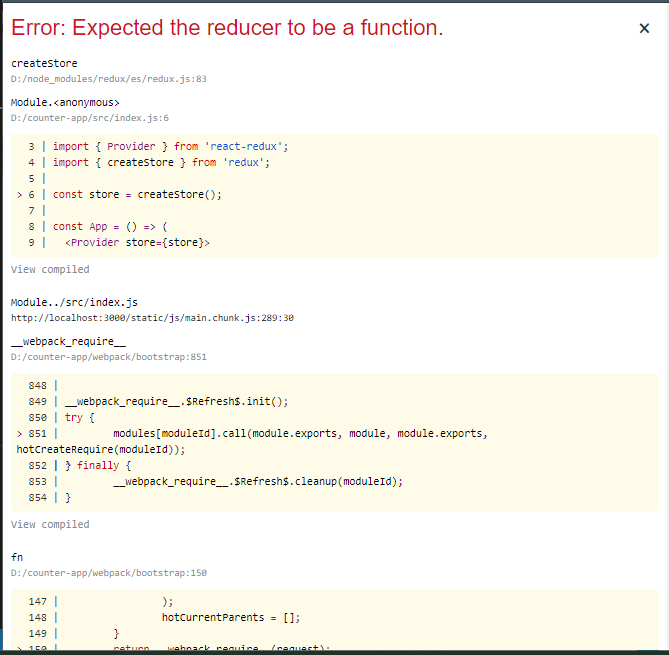 Error: Expected the reducer to be a function.
×
createStore
D:/node_modules/redux/es/redux.js:83
Module.<anonymous>
D:/counter-app/src/index.js:6
3 | import { Provider } from 'react-redux';
4 | import { createStore } from 'redux';
5 |
> 6 | const store = createStore();
7 |
8 | const App = () => (
9 |   <Provider store={store}>
View compiled
Module../src/index.js
http://localhost:3000/static/js/main.chunk.js:289:30
__webpack_require__
D:/counter-app/webpack/bootstrap:851
848 |
849 | __webpack_require__.$Refresh$.init();
850 | try {
> 851 |         modules[moduleId].call(module.exports, module, module.exports,
hotCreateRequire(moduleId));
852 | } finally {
853 |         __webpack_require__.$Refresh$.cleanup(moduleId);
854 | }
View compiled
fn
D:/counter-app/webpack/bootstrap:150
147 |                 );
148 |                 hotCurrentParents = [];
149 |         }
> 150 |         return __webpack_require__(request);